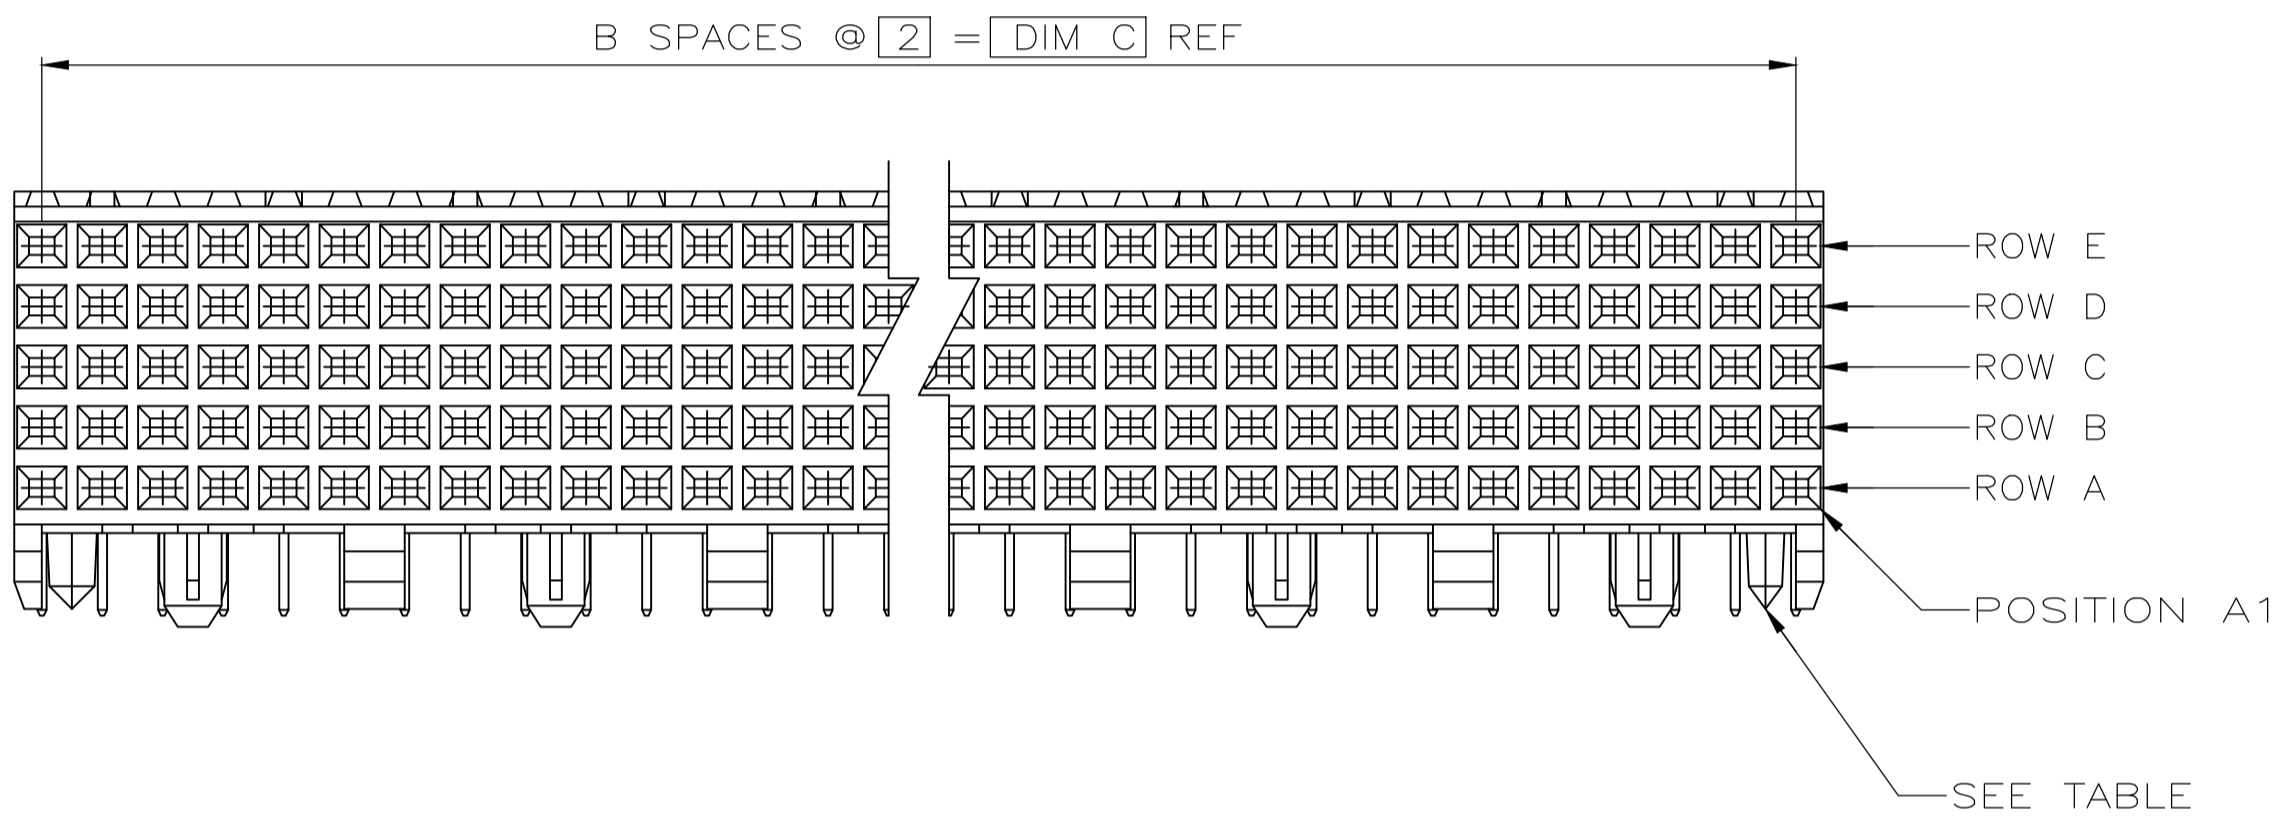 B SPACES @ 2 = DIM C REF
ROW E
ROW D
ROW C
ROW B
ROW A
POSITION A1
SEE TABLE